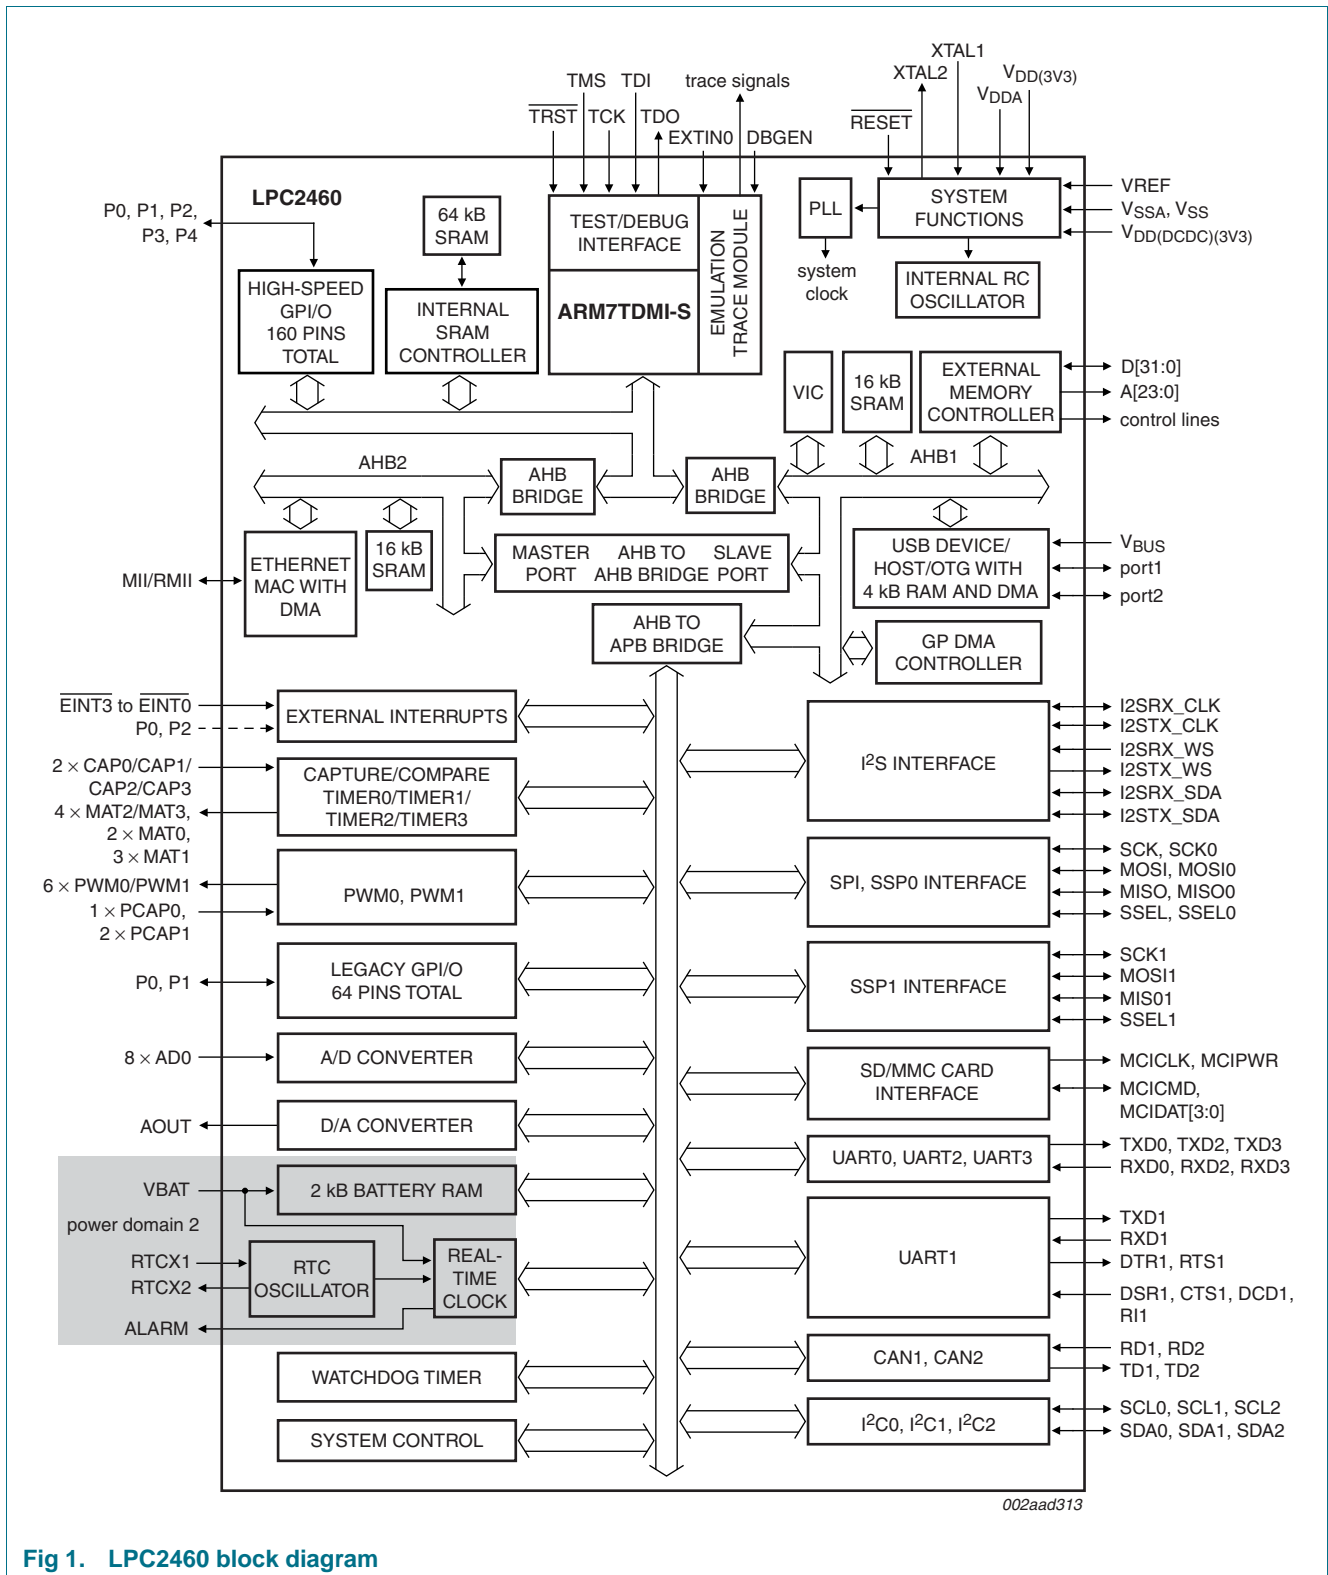 XTAL1
XTAL2
VDD(3V3)
VDDA
RESET
TMS TDI trace signals
TRST TCK TDO
EXTIN0 DBGEN
LPC2460
P0, P1, P2,
P3, P4
64 kB
SRAM
TEST/DEBUG
INTERFACE
EMULATION
TRACE MODULE
ARM7TDMI-S
PLL
SYSTEM
FUNCTIONS
VREF
VSSA, VSS
VDD(DCDC)(3V3)
system
clock
INTERNAL RC
OSCILLATOR
HIGH-SPEED
GPI/O
160 PINS
TOTAL
INTERNAL
SRAM
CONTROLLER
VIC
16 kB
SRAM
EXTERNAL
MEMORY
CONTROLLER
D[31:0]
A[23:0]
control lines
AHB2
AHB
BRIDGE
AHB
BRIDGE
AHB1
ETHERNET
MAC WITH
DMA
MII/RMII
16 kB
SRAM
MASTER
PORT
AHB TO
AHB BRIDGE
SLAVE
PORT
USB DEVICE/
HOST/OTG WITH
4 kB RAM AND DMA
VBUS
port1
port2
AHB TO
APB BRIDGE
GP DMA
CONTROLLER
EINT3 to EINT0
P0, P2
EXTERNAL INTERRUPTS
2 × CAP0/CAP1/
CAP2/CAP3
4 × MAT2/MAT3,
2 × MAT0,
3 × MAT1
CAPTURE/COMPARE
TIMER0/TIMER1/
TIMER2/TIMER3
6 × PWM0/PWM1
1 × PCAP0,
2 × PCAP1
PWM0, PWM1
P0, P1
LEGACY GPI/O
64 PINS TOTAL
8 × AD0
A/D CONVERTER
AOUT
D/A CONVERTER
VBAT
2 kB BATTERY RAM
power domain 2
RTCX1
RTCX2
RTC
OSCILLATOR
REAL-
TIME
CLOCK
ALARM
WATCHDOG TIMER
SYSTEM CONTROL
I2S INTERFACE
I2SRX_CLK
I2STX_CLK
I2SRX_WS
I2STX_WS
I2SRX_SDA
I2STX_SDA
SPI, SSP0 INTERFACE
SCK, SCK0
MOSI, MOSI0
MISO, MISO0
SSEL, SSEL0
SSP1 INTERFACE
SCK1
MOSI1
MIS01
SSEL1
SD/MMC CARD
INTERFACE
MCICLK, MCIPWR
MCICMD,
MCIDAT[3:0]
UART0, UART2, UART3
TXD0, TXD2, TXD3
RXD0, RXD2, RXD3
UART1
TXD1
RXD1
DTR1, RTS1
DSR1, CTS1, DCD1,
RI1
CAN1, CAN2
RD1, RD2
TD1, TD2
I2C0, I2C1, I2C2
SCL0, SCL1, SCL2
SDA0, SDA1, SDA2
002aad313
Fig 1. LPC2460 block diagram